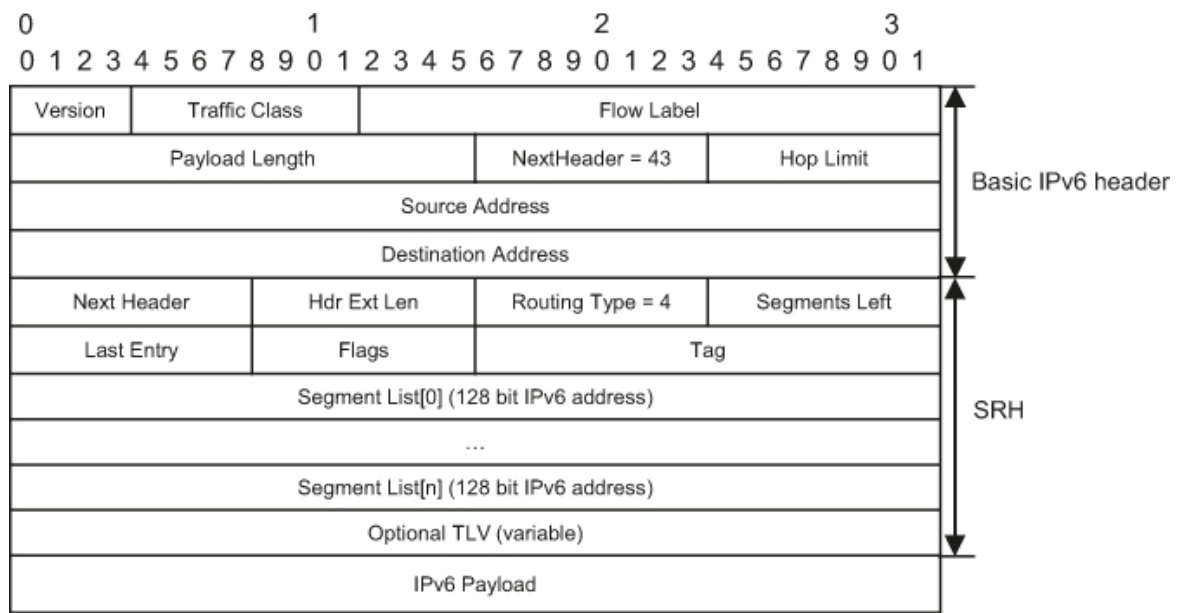 0 1 2 3
0 1 2 3 4 5 6 7 8 9 0 1 2 3 4 5 6 7 8 9 0 1 2 3 4 5 6 7 8 9 0 1
Version Traffic Class Flow Label
Payload Length NextHeader = 43 Hop Limit
Source Address
Basic IPv6 header
Destination Address
Next Header Hdr Ext Len Routing Type = 4 Segments Left
Last Entry Flags Tag
Segment List[0] (128 bit IPv6 address)
SRH
...
Segment List[n] (128 bit IPv6 address)
Optional TLV (variable)
IPv6 Payload